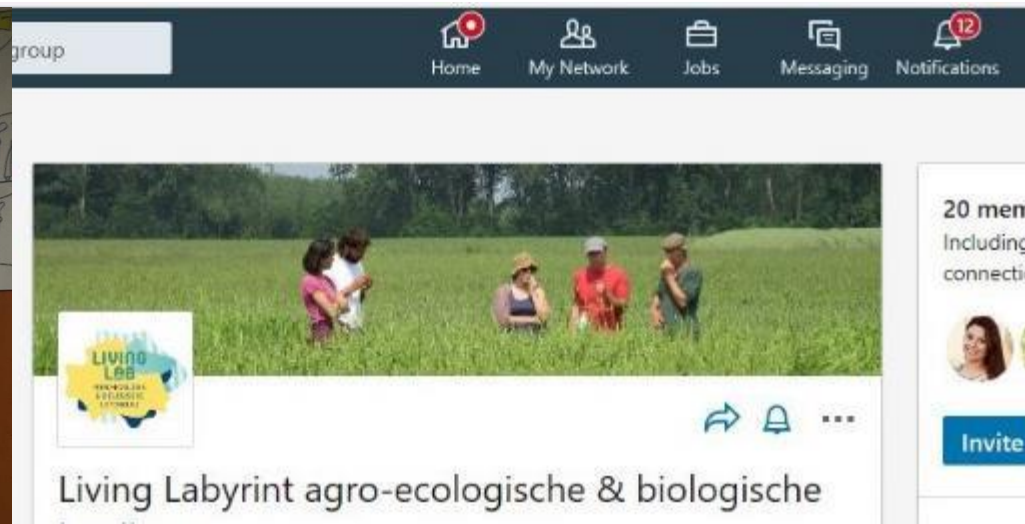 group
Home
My Network
Jobs
Messaging
12
Notifications
20 mem
Including
connecti
LIVING
LAB
Invite
Living Labyrint agro-ecologische & biologische